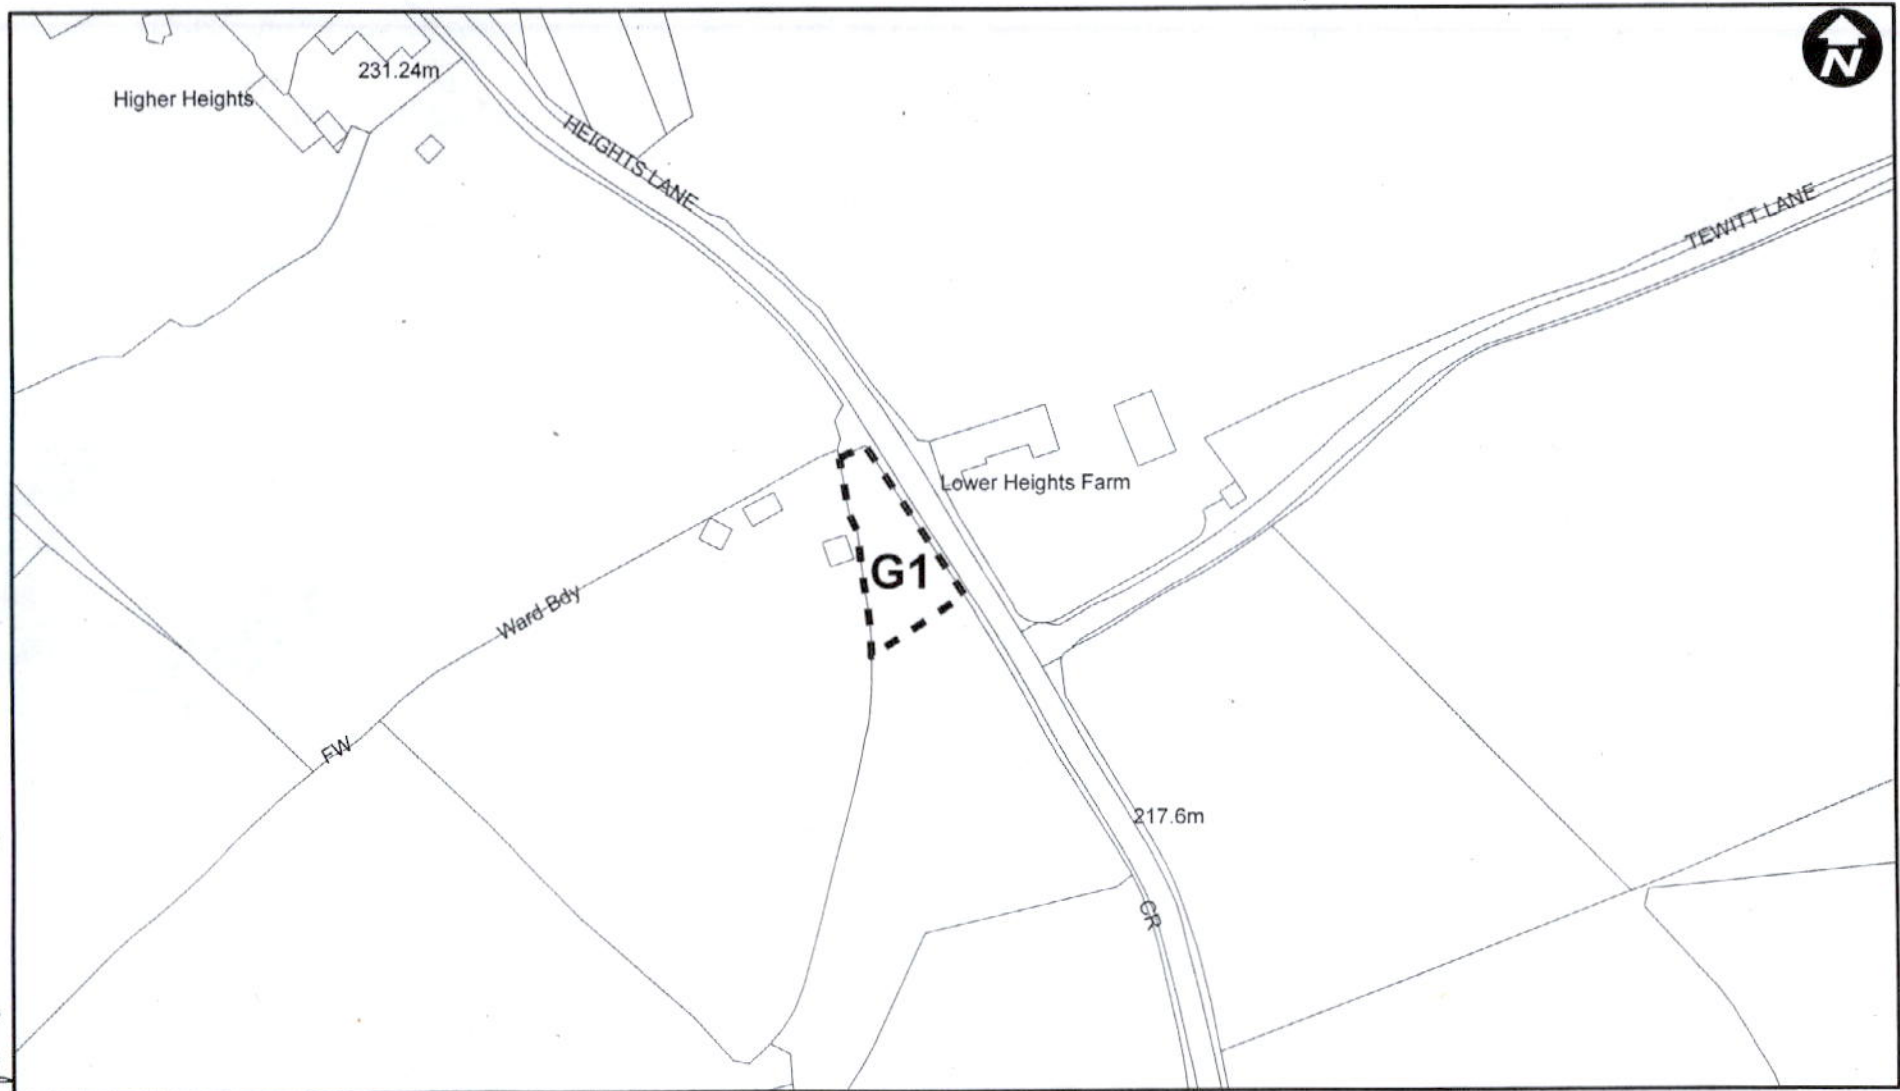 N
231.24m
Higher Heights
HEIGHTS LANE
TEWITT LANE
Lower Heights Farm
G1
Ward Bdy
FW
217.6m
CR